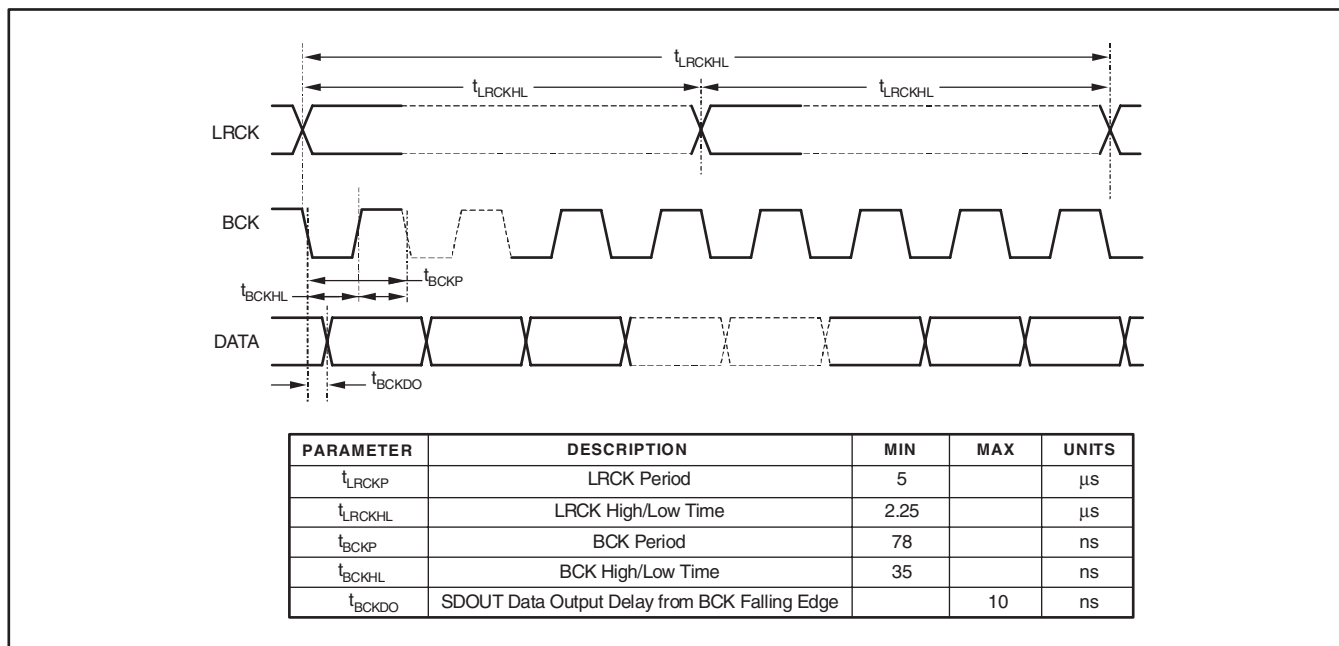 tLRCKHL
tLRCKHL tLRCKHL
LRCK
BCK
tBCKP
tBCKHL
DATA
tBCKDO
PARAMETER DESCRIPTION MIN MAX UNITS
tLRCKP LRCK Period 5 μs
tLRCKHL LRCK High/Low Time 2.25 μs
tBCKP BCK Period 78 ns
tBCKHL BCK High/Low Time 35 ns
tBCKDO SDOUT Data Output Delay from BCK Falling Edge 10 ns